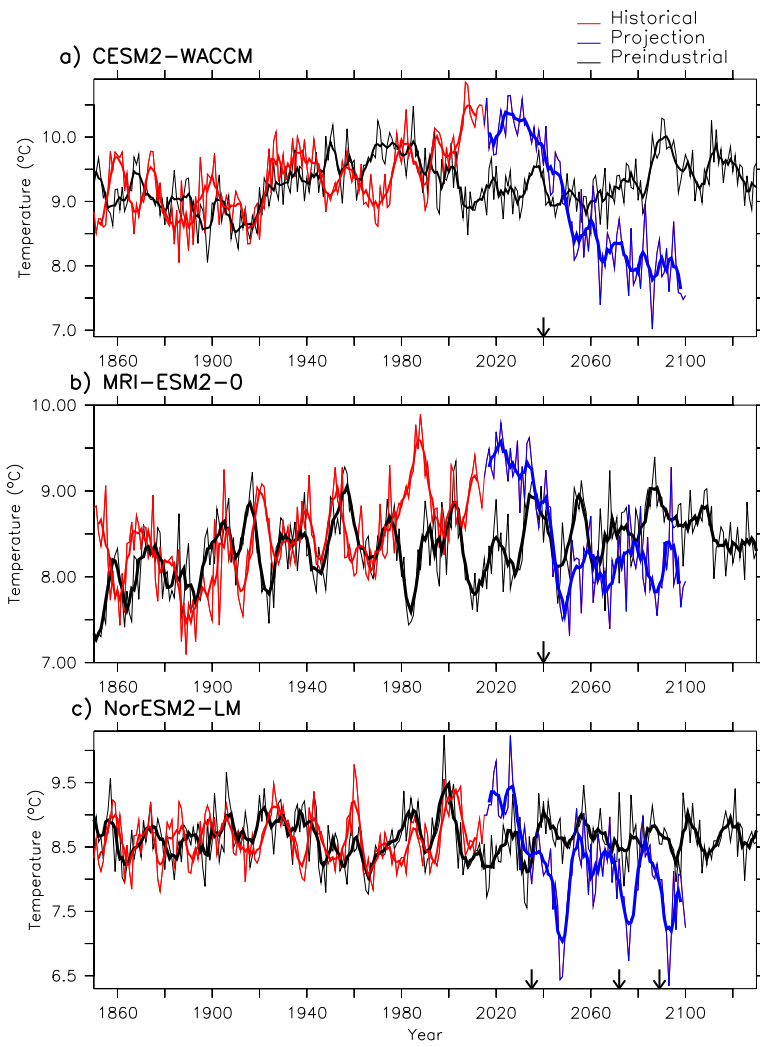 Historical
Projection
Preindustrial
a) CESM2-WACCM
10.0
9.0
8.0
7.0
Temperature (°C)
1860 1900 1940 1980 2020 2060 2100
b) MRI-ESM2-0
10.00
9.00
8.00
7.00
Temperature (°C)
1860 1900 1940 1980 2020 2060 2100
c) NorESM2-LM
9.5
8.5
7.5
6.5
Temperature (°C)
1860 1900 1940 1980 2020 2060 2100
Year